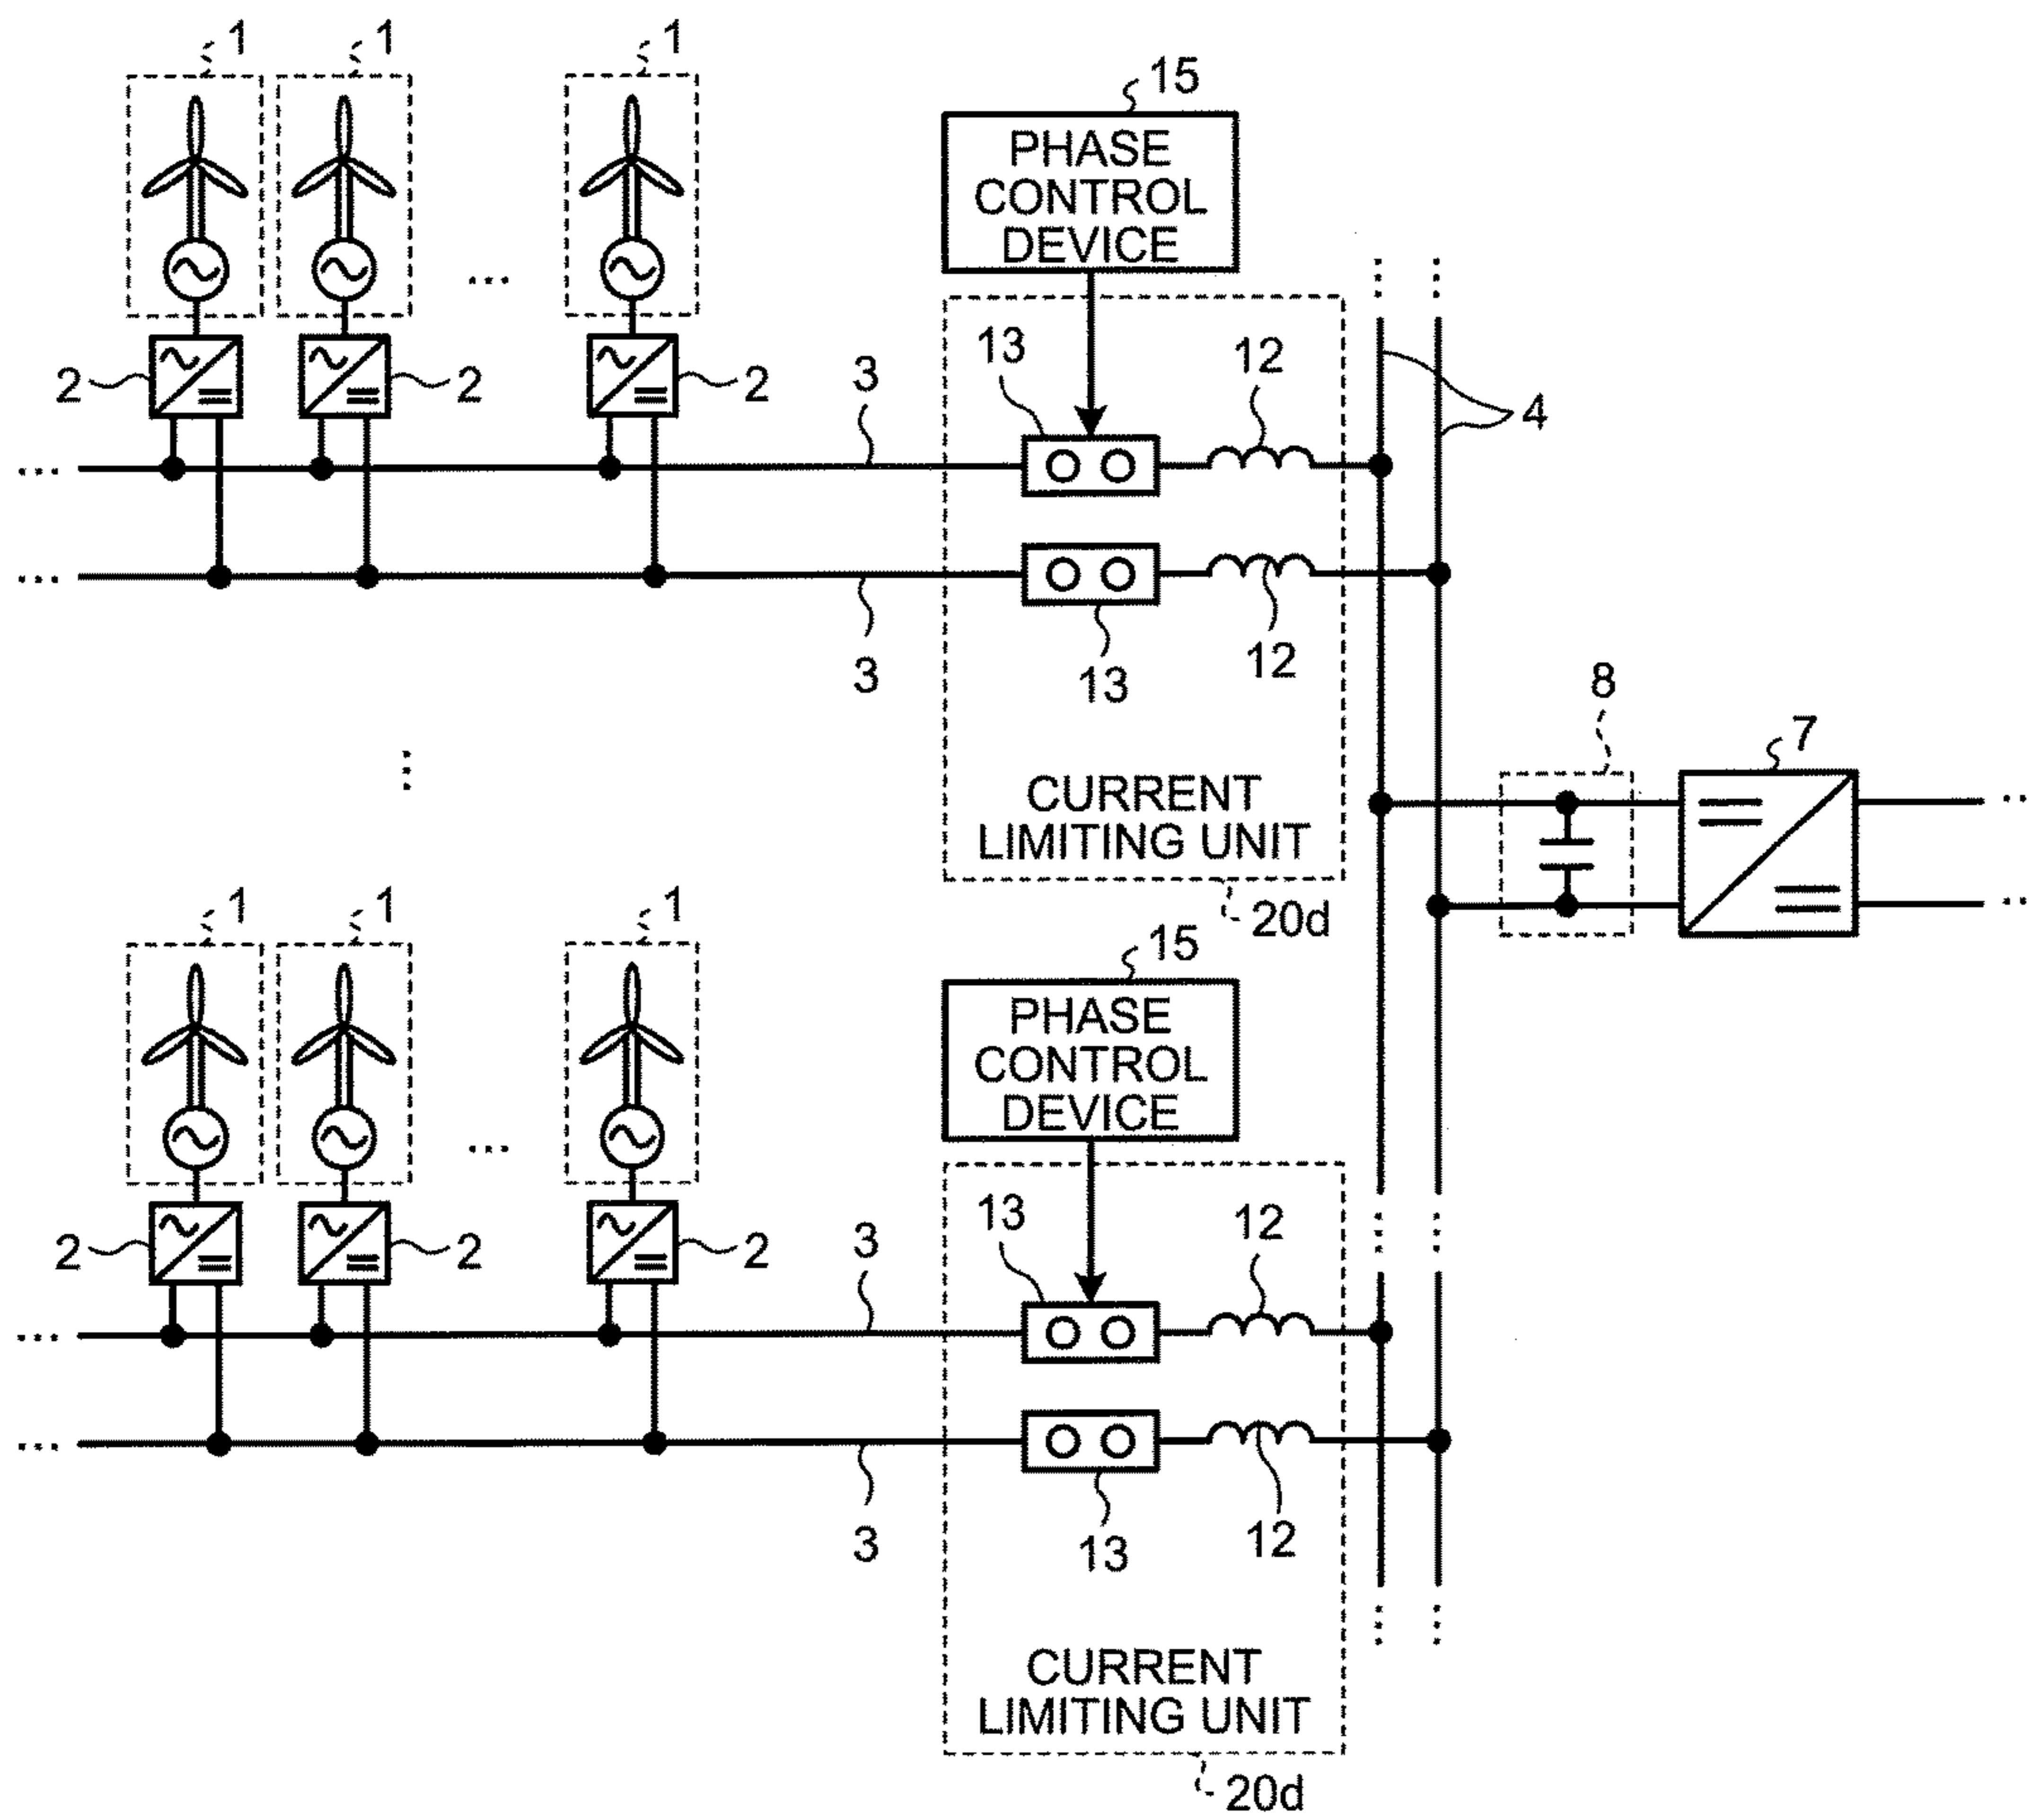 1 1 1
15
PHASE
CONTROL
DEVICE
2 2 2
3
13
12
4
3
13
12
8
7
CURRENT
LIMITING UNIT
20d
1 1 1
15
PHASE
CONTROL
DEVICE
2 2 2
3
13
12
3
13
12
CURRENT
LIMITING UNIT
20d